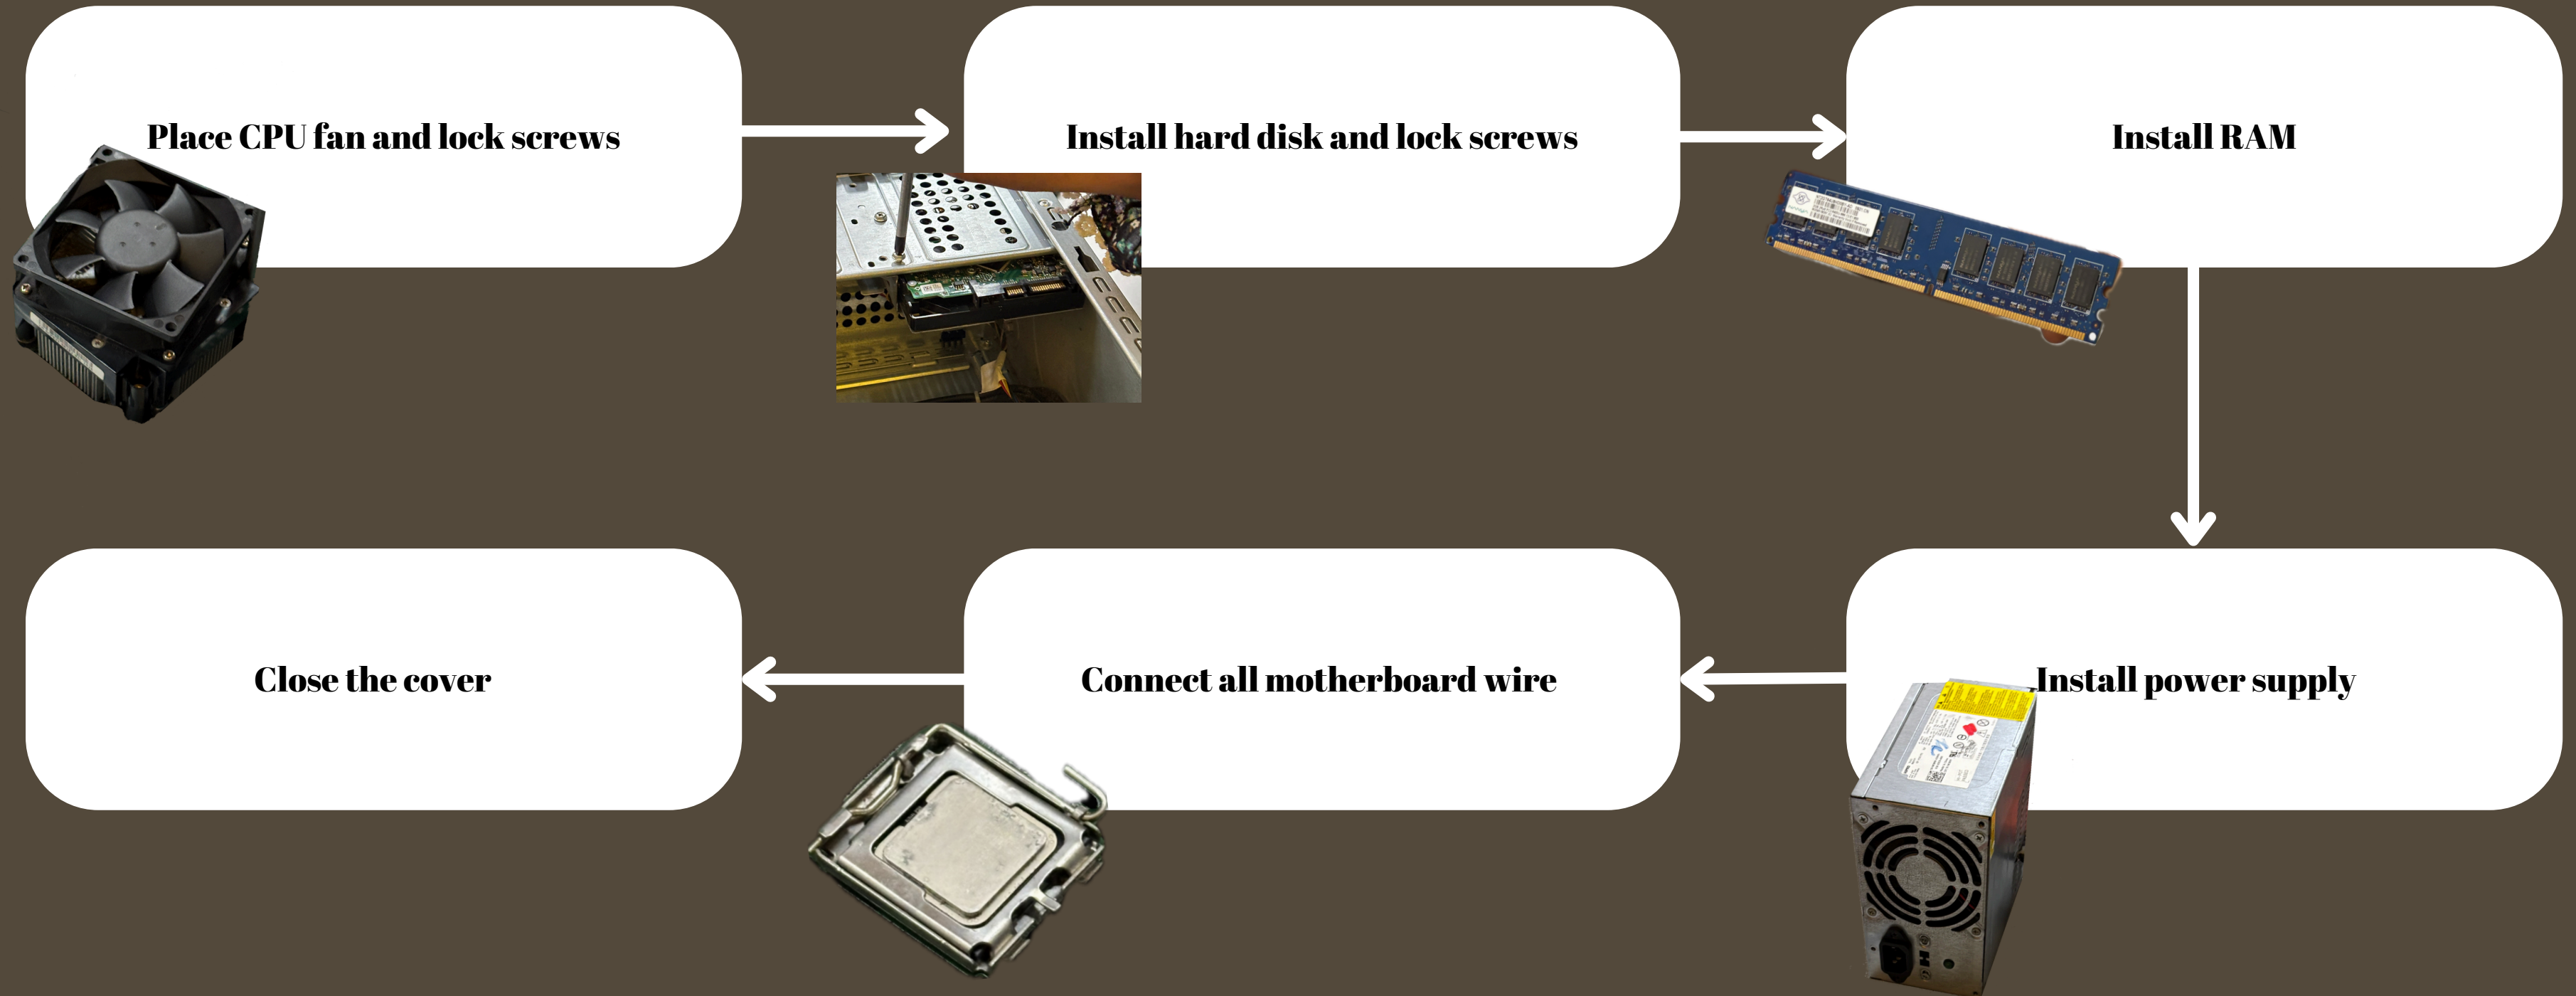 Place CPU fan and lock screws
Install hard disk and lock screws
Install RAM
Close the cover
Connect all motherboard wire
Install power supply